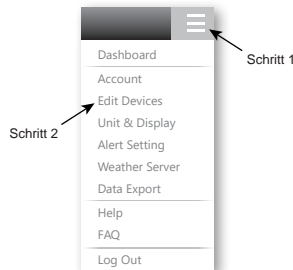 Schritt 1
Dashboard
Account
Edit Devices
Schritt 2
Unit & Display
Alert Setting
Weather Server
Data Export
Help
FAQ
Log Out